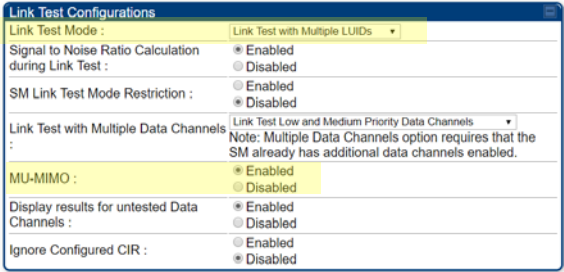 Link Test Configurations
Link Test Mode : Link Test with Multiple LUIDs
Signal to Noise Ratio Calculation
during Link Test :
Enabled
Disabled
SM Link Test Mode Restriction :
Enabled
Disabled
Link Test with Multiple Data Channels
:
Link Test Low and Medium Priority Data Channels
Note: Multiple Data Channels option requires that the
SM already has additional data channels enabled.
MU-MIMO :
Enabled
Disabled
Display results for untested Data
Channels :
Enabled
Disabled
Ignore Configured CIR :
Enabled
Disabled